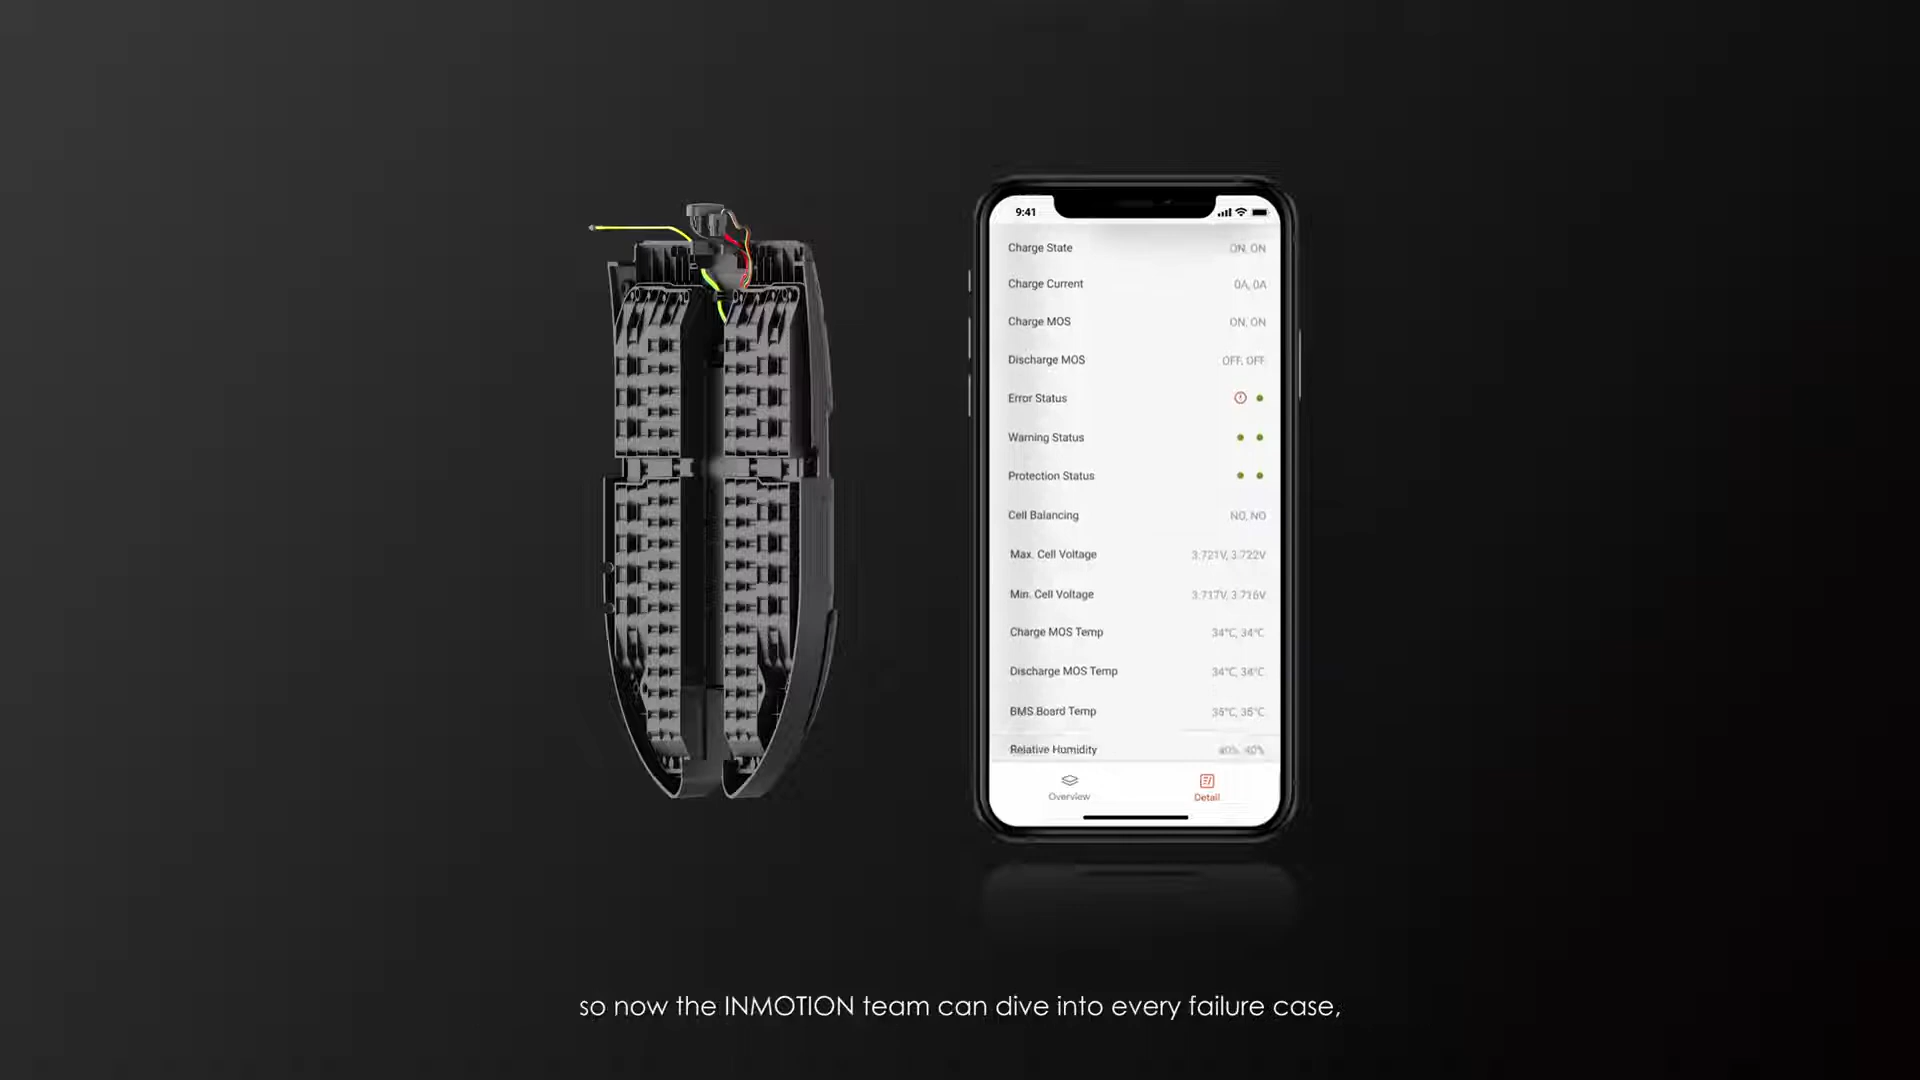 9:41
Charge State ON, ON
Charge Current 0A, 0A
Charge MOS ON, ON
Discharge MOS OFF, OFF
Error Status
Warning Status
Protection Status
Cell Balancing NO, NO
Max. Cell Voltage 3.721V, 3.722V
Min. Cell Voltage 3.717V, 3.716V
Charge MOS Temp 34°C, 34°C
Discharge MOS Temp 34°C, 34°C
BMS Board Temp 35°C, 35°C
Relative Humidity 40%, 40%
Overview Detail
so now the INMOTION team can dive into every failure case,